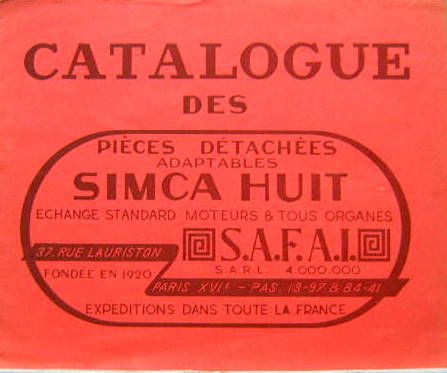 CATALOGUE
DES
PIÈCES DÉTACHÉES
ADAPTABLES
SIMCA HUIT
ECHANGE STANDARD MOTEURS & TOUS ORGANES
37. RUE LAURISTON S.A.F.A.I.
FONDÉE EN 1920 S.A.R.L. 4.000.000
PARIS XVI.e - PAS. 13-97 & 84-41
EXPEDITIONS DANS TOUTE LA FRANCE